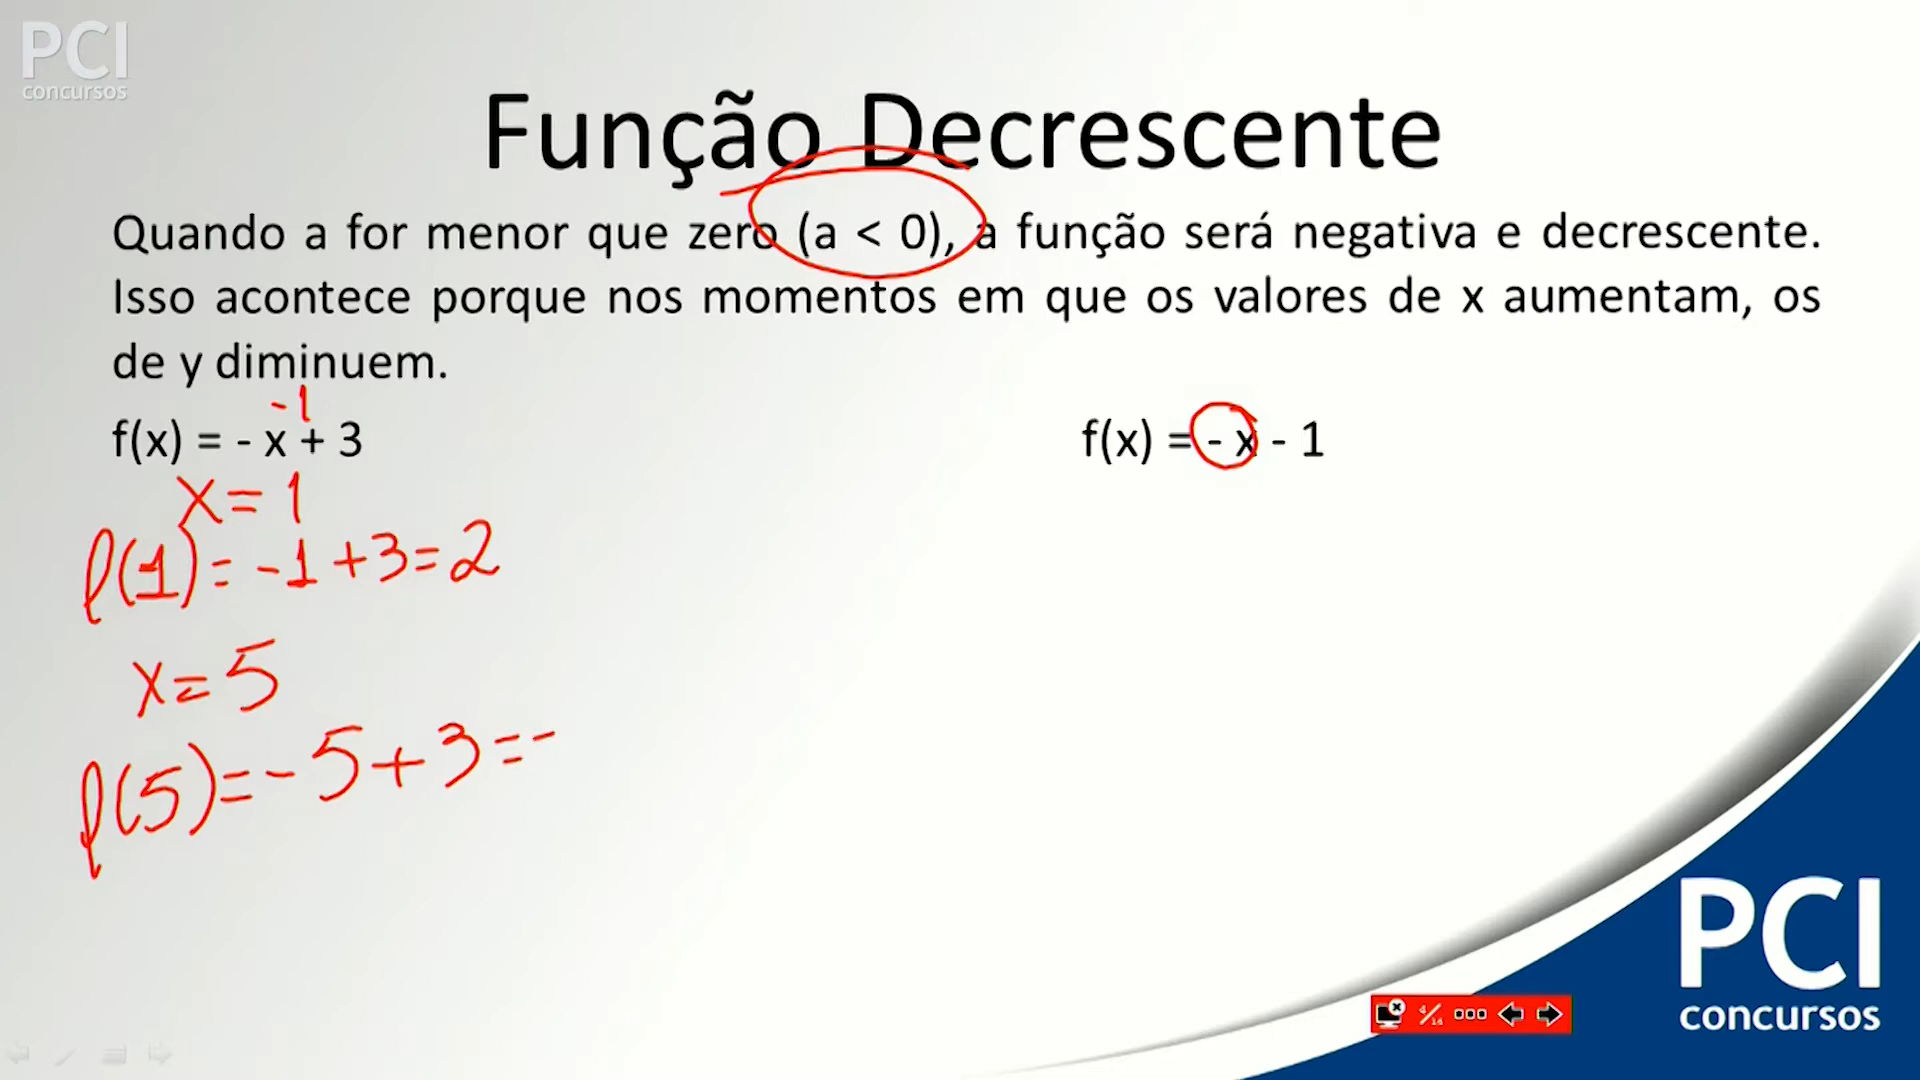 PCI
concursos
Função Decrescente
Quando a for menor que zero (a < 0), a função será negativa e decrescente.
Isso acontece porque nos momentos em que os valores de x aumentam, os
de y diminuem.
-1
f(x) = - x + 3
f(x) = - x - 1
x = 1
f(1) = -1 + 3 = 2
x = 5
f(5) = - 5 + 3 = -
PCI
concursos
4/14